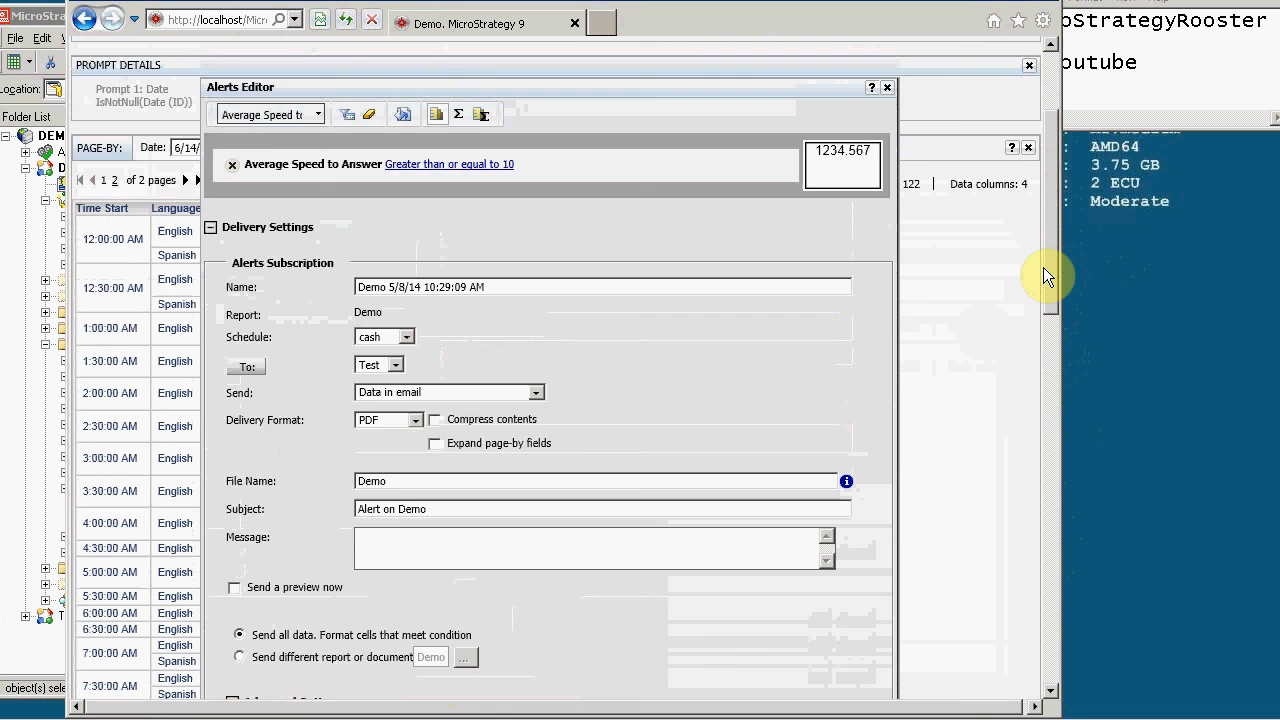 MicroStr
File Edit
Location:
Folder List
DEM
object(s) sele
http://localhost/Micr
Demo. MicroStrategy 9
oStrategyRooster
outube
AMD64
: 3.75 GB
: 2 ECU
: Moderate
PROMPT DETAILS
Prompt 1: Date
IsNotNull(Date (ID))
PAGE-BY: Date: 6/14/
1 2 of 2 pages
122 Data columns: 4
Time Start Language
12:00:00 AM English
Spanish
12:30:00 AM English
Spanish
1:00:00 AM English
1:30:00 AM English
2:00:00 AM English
2:30:00 AM English
3:00:00 AM English
3:30:00 AM English
4:00:00 AM English
4:30:00 AM English
5:00:00 AM English
5:30:00 AM English
6:00:00 AM English
6:30:00 AM English
7:00:00 AM English
Spanish
7:30:00 AM English
Spanish
Alerts Editor
Average Speed to
Average Speed to Answer Greater than or equal to 10
1234.567
Delivery Settings
Alerts Subscription
Name: Demo 5/8/14 10:29:09 AM
Report: Demo
Schedule: cash
To: Test
Send: Data in email
Delivery Format: PDF Compress contents
Expand page-by fields
File Name: Demo
Subject: Alert on Demo
Message:
Send a preview now
Send all data. Format cells that meet condition
Send different report or document Demo ...